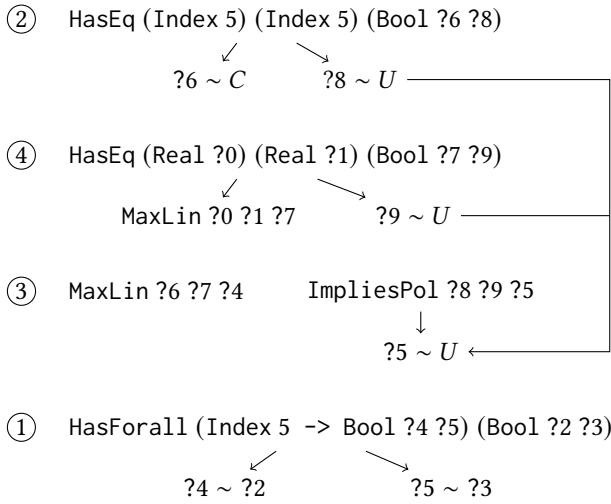 ② HasEq (Index 5) (Index 5) (Bool ?6 ?8)
?6 ∼ C ?8 ∼ U
④ HasEq (Real ?0) (Real ?1) (Bool ?7 ?9)
MaxLin ?0 ?1 ?7 ?9 ∼ U
③ MaxLin ?6 ?7 ?4 ImpliesPol ?8 ?9 ?5
?5 ∼ U
① HasForall (Index 5 -> Bool ?4 ?5) (Bool ?2 ?3)
?4 ∼ ?2 ?5 ∼ ?3